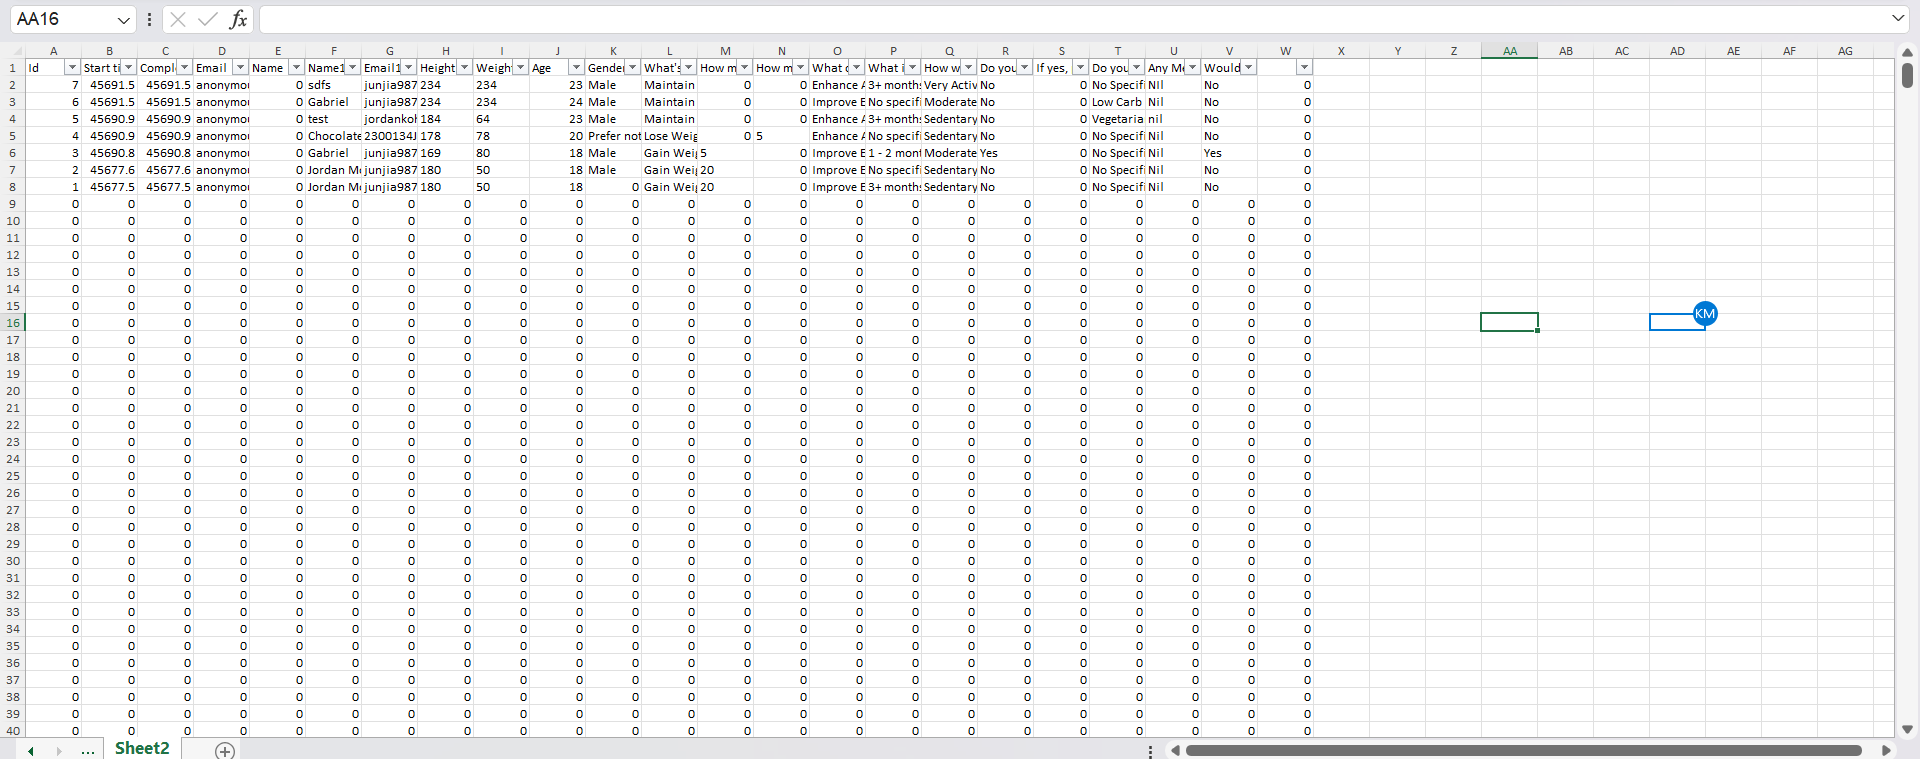 AA16 fx
A B C D E F G H I J K L M N O P Q R S T U V W X Y Z AA AB AC AD AE AF AG
1 Id Start ti Compl Email Name Name1 Email1 Height Weight Age Gender What's How m How m What What i How w Do you If yes, Do you Any Me Would
2 7 45691.5 45691.5 anonymou 0 sdfs junjia987 234 234 23 Male Maintain 0 0 Enhance A 3+ months Very Activ No 0 No Specifi Nil No 0
3 6 45691.5 45691.5 anonymou 0 Gabriel junjia987 234 234 24 Male Maintain 0 0 Improve E No specifi Moderate No 0 Low Carb Nil No 0
4 5 45690.9 45690.9 anonymou 0 test jordankoh 184 64 23 Male Maintain 0 0 Enhance A 3+ months Sedentary No 0 Vegetaria nil No 0
5 4 45690.9 45690.9 anonymou 0 Chocolate 2300134J 178 78 20 Prefer not Lose Weig 0 5 Enhance A No specifi Sedentary No 0 No Specifi Nil No 0
6 3 45690.8 45690.8 anonymou 0 Gabriel junjia987 169 80 18 Male Gain Weig 5 0 Improve E 1 - 2 mont Moderate Yes 0 No Specifi Nil Yes 0
7 2 45677.6 45677.6 anonymou 0 Jordan Mo junjia987 180 50 18 Male Gain Weig 20 0 Improve E No specifi Sedentary No 0 No Specifi Nil No 0
8 1 45677.5 45677.5 anonymou 0 Jordan Mo junjia987 180 50 18 0 Gain Weig 20 0 Improve E 3+ months Sedentary No 0 No Specifi Nil No 0
9 0 0 0 0 0 0 0 0 0 0 0 0 0 0 0 0 0 0 0 0 0 0 0
10 0 0 0 0 0 0 0 0 0 0 0 0 0 0 0 0 0 0 0 0 0 0 0
11 0 0 0 0 0 0 0 0 0 0 0 0 0 0 0 0 0 0 0 0 0 0 0
12 0 0 0 0 0 0 0 0 0 0 0 0 0 0 0 0 0 0 0 0 0 0 0
13 0 0 0 0 0 0 0 0 0 0 0 0 0 0 0 0 0 0 0 0 0 0 0
14 0 0 0 0 0 0 0 0 0 0 0 0 0 0 0 0 0 0 0 0 0 0 0
15 0 0 0 0 0 0 0 0 0 0 0 0 0 0 0 0 0 0 0 0 0 0 0
16 0 0 0 0 0 0 0 0 0 0 0 0 0 0 0 0 0 0 0 0 0 0 0 KM
17 0 0 0 0 0 0 0 0 0 0 0 0 0 0 0 0 0 0 0 0 0 0 0
18 0 0 0 0 0 0 0 0 0 0 0 0 0 0 0 0 0 0 0 0 0 0 0
19 0 0 0 0 0 0 0 0 0 0 0 0 0 0 0 0 0 0 0 0 0 0 0
20 0 0 0 0 0 0 0 0 0 0 0 0 0 0 0 0 0 0 0 0 0 0 0
21 0 0 0 0 0 0 0 0 0 0 0 0 0 0 0 0 0 0 0 0 0 0 0
22 0 0 0 0 0 0 0 0 0 0 0 0 0 0 0 0 0 0 0 0 0 0 0
23 0 0 0 0 0 0 0 0 0 0 0 0 0 0 0 0 0 0 0 0 0 0 0
24 0 0 0 0 0 0 0 0 0 0 0 0 0 0 0 0 0 0 0 0 0 0 0
25 0 0 0 0 0 0 0 0 0 0 0 0 0 0 0 0 0 0 0 0 0 0 0
26 0 0 0 0 0 0 0 0 0 0 0 0 0 0 0 0 0 0 0 0 0 0 0
27 0 0 0 0 0 0 0 0 0 0 0 0 0 0 0 0 0 0 0 0 0 0 0
28 0 0 0 0 0 0 0 0 0 0 0 0 0 0 0 0 0 0 0 0 0 0 0
29 0 0 0 0 0 0 0 0 0 0 0 0 0 0 0 0 0 0 0 0 0 0 0
30 0 0 0 0 0 0 0 0 0 0 0 0 0 0 0 0 0 0 0 0 0 0 0
31 0 0 0 0 0 0 0 0 0 0 0 0 0 0 0 0 0 0 0 0 0 0 0
32 0 0 0 0 0 0 0 0 0 0 0 0 0 0 0 0 0 0 0 0 0 0 0
33 0 0 0 0 0 0 0 0 0 0 0 0 0 0 0 0 0 0 0 0 0 0 0
34 0 0 0 0 0 0 0 0 0 0 0 0 0 0 0 0 0 0 0 0 0 0 0
35 0 0 0 0 0 0 0 0 0 0 0 0 0 0 0 0 0 0 0 0 0 0 0
36 0 0 0 0 0 0 0 0 0 0 0 0 0 0 0 0 0 0 0 0 0 0 0
37 0 0 0 0 0 0 0 0 0 0 0 0 0 0 0 0 0 0 0 0 0 0 0
38 0 0 0 0 0 0 0 0 0 0 0 0 0 0 0 0 0 0 0 0 0 0 0
39 0 0 0 0 0 0 0 0 0 0 0 0 0 0 0 0 0 0 0 0 0 0 0
40 0 0 0 0 0 0 0 0 0 0 0 0 0 0 0 0 0 0 0 0 0 0 0
... Sheet2